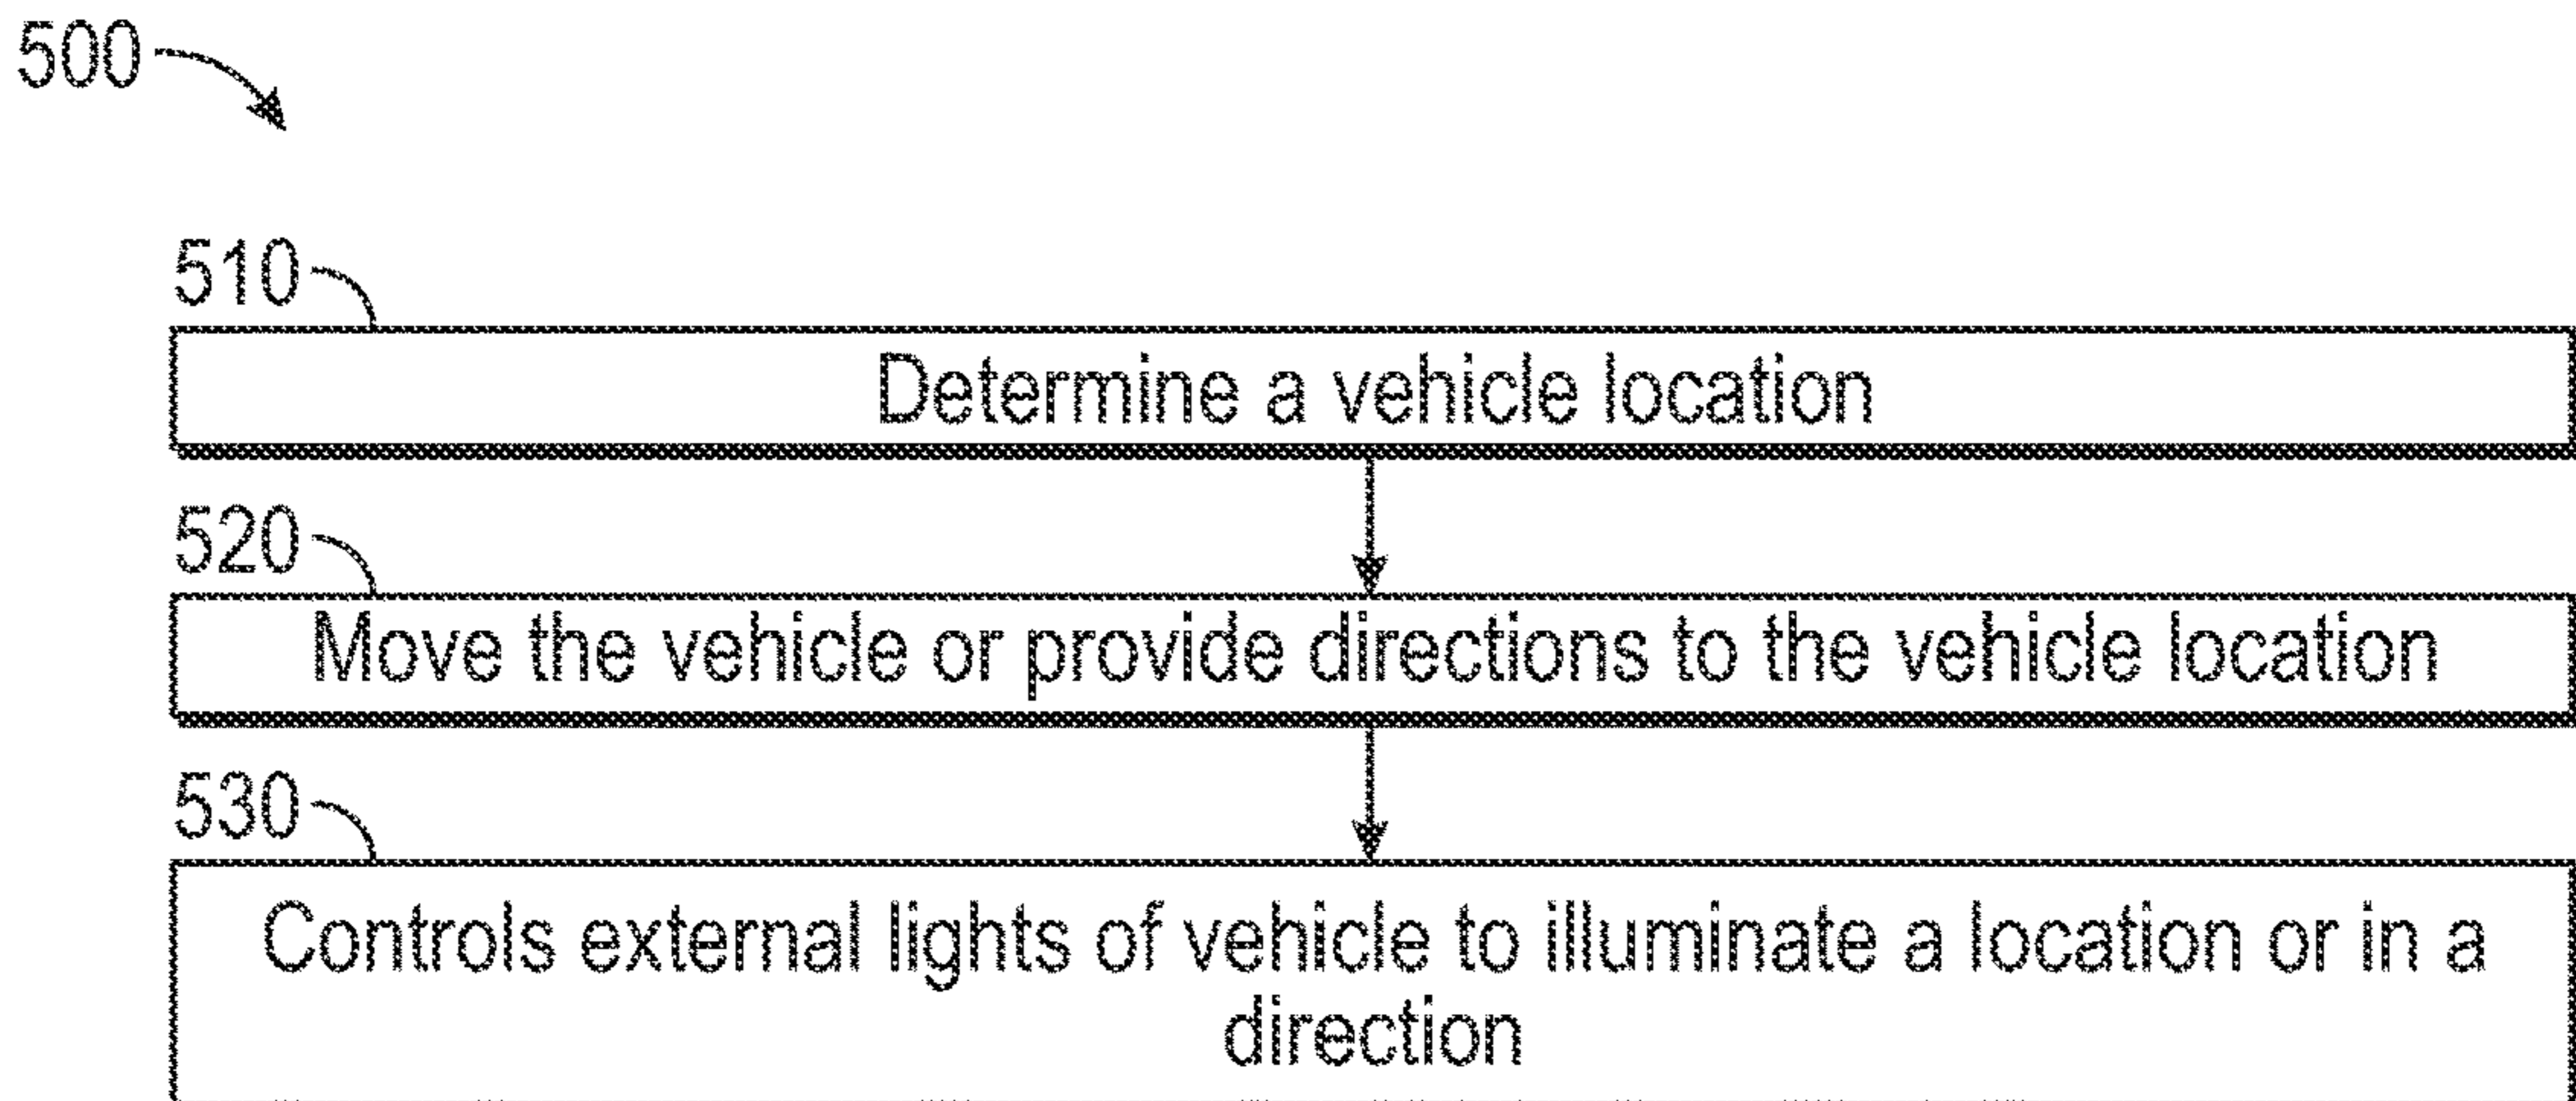 500
510
Determine a vehicle location
520
Move the vehicle or provide directions to the vehicle location
530
Controls external lights of vehicle to illuminate a location or in a
direction